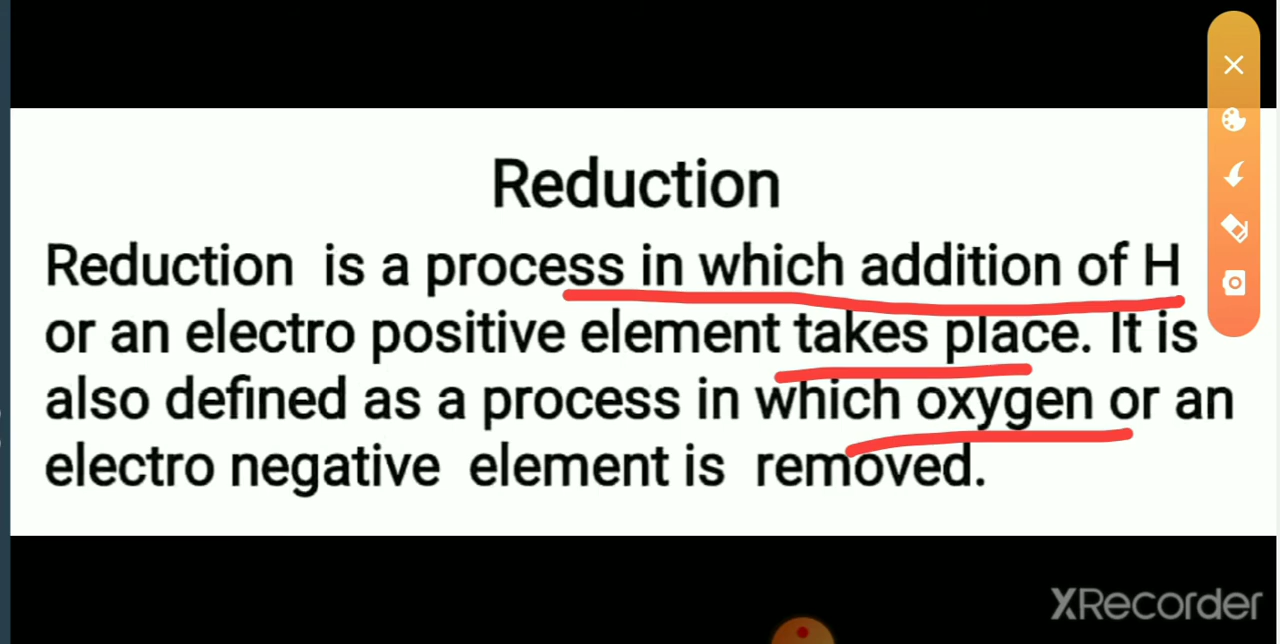 Reduction
Reduction is a process in which addition of H
or an electro positive element takes place. It is
also defined as a process in which oxygen or an
electro negative element is removed.
XRecorder